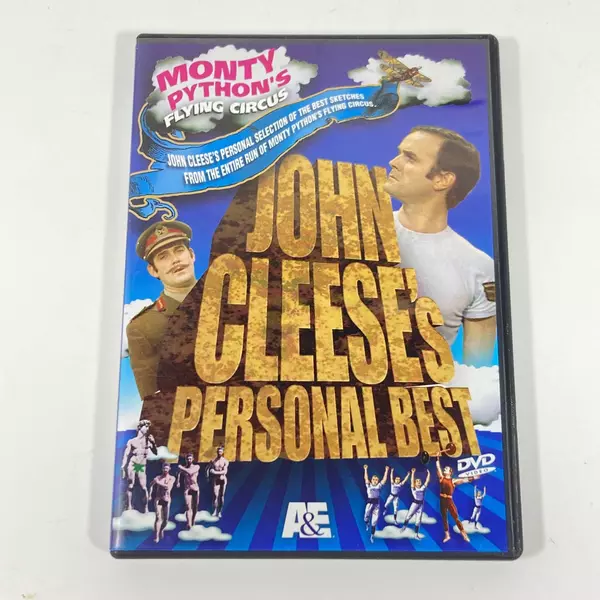 MONTY
PYTHON'S
FLYING CIRCUS
JOHN CLEESE'S PERSONAL SELECTION OF THE BEST SKETCHES
FROM THE ENTIRE RUN OF MONTY PYTHON'S FLYING CIRCUS.
JOHN
CLEESE's
PERSONAL BEST
DVD
VIDEO
A&E